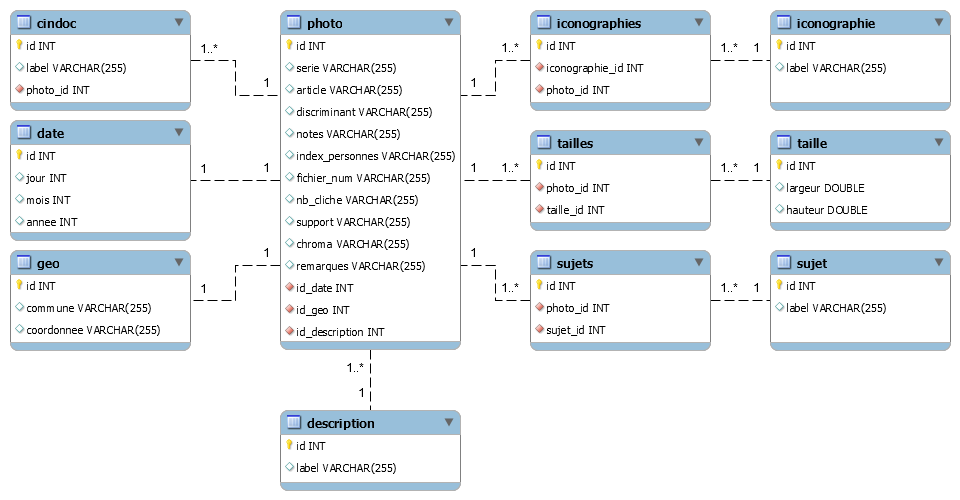 cindoc
id INT
label VARCHAR(255)
photo_id INT
1..*
1
date
id INT
jour INT
mois INT
annee INT
1
1
geo
id INT
commune VARCHAR(255)
coordonnee VARCHAR(255)
1
1
photo
id INT
serie VARCHAR(255)
article VARCHAR(255)
discriminant VARCHAR(255)
notes VARCHAR(255)
index_personnes VARCHAR(255)
fichier_num VARCHAR(255)
nb_cliche VARCHAR(255)
support VARCHAR(255)
chroma VARCHAR(255)
remarques VARCHAR(255)
id_date INT
id_geo INT
id_description INT
1..*
1
description
id INT
label VARCHAR(255)
1
1..*
iconographies
id INT
iconographie_id INT
photo_id INT
1..*
1
iconographie
id INT
label VARCHAR(255)
1
1..*
tailles
id INT
photo_id INT
taille_id INT
1..*
1
taille
id INT
largeur DOUBLE
hauteur DOUBLE
1
1..*
sujets
id INT
photo_id INT
sujet_id INT
1..*
1
sujet
id INT
label VARCHAR(255)